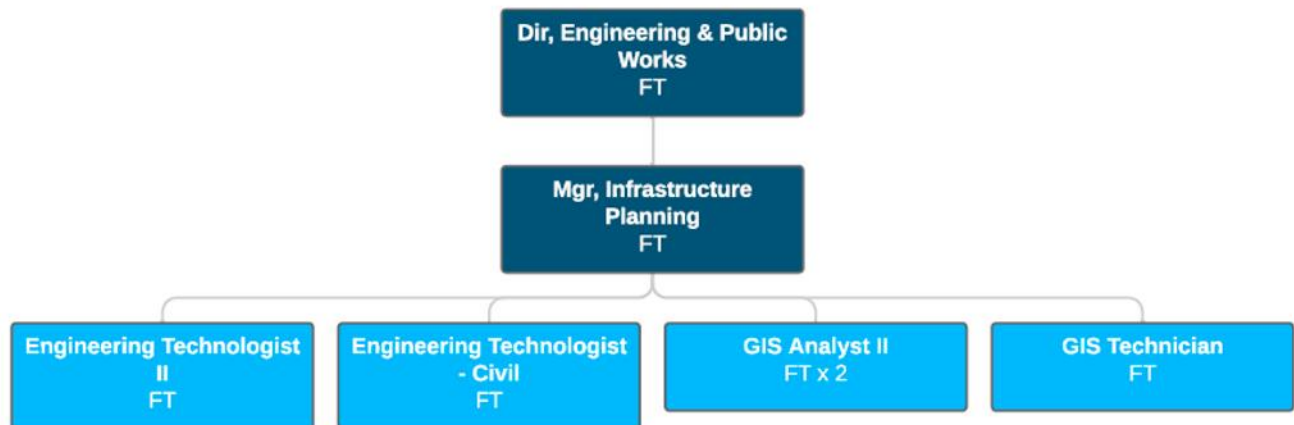 Dir, Engineering & Public
Works
FT
Mgr, Infrastructure
Planning
FT
Engineering Technologist
II
FT
Engineering Technologist
- Civil
FT
GIS Analyst II
FT x 2
GIS Technician
FT